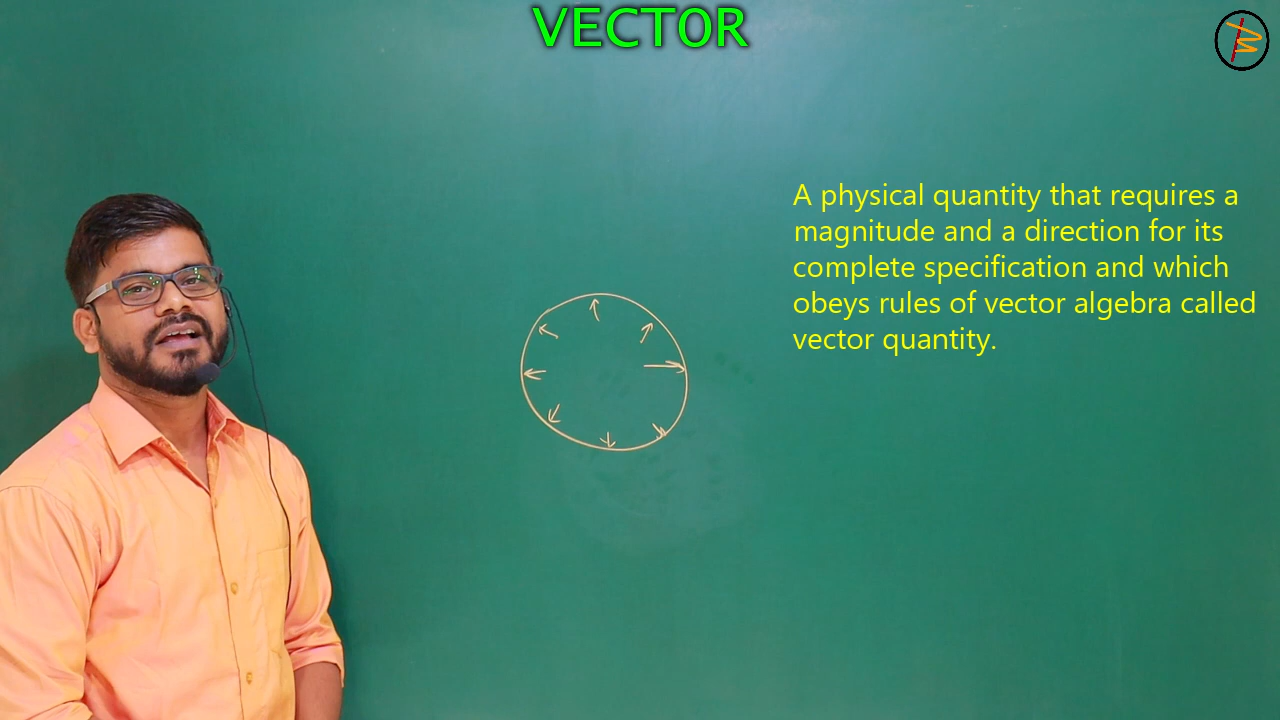 VECTOR
A physical quantity that requires a
magnitude and a direction for its
complete specification and which
obeys rules of vector algebra called
vector quantity.